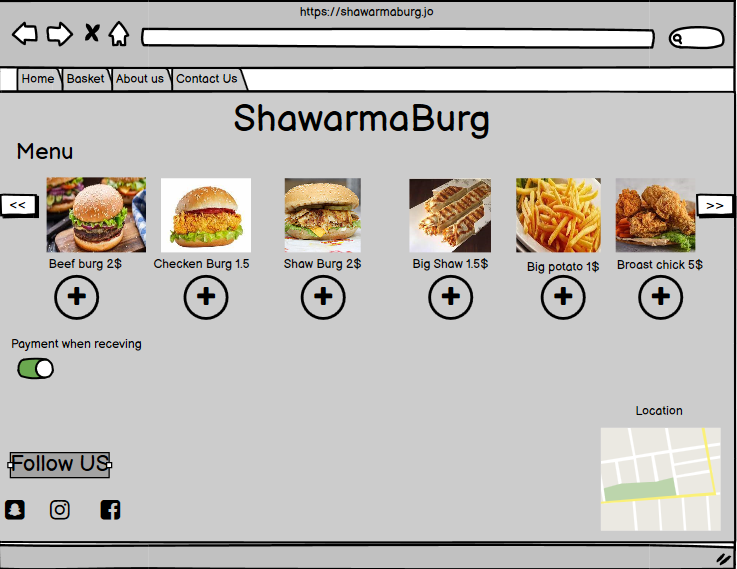 https://shawarmaburg.jo
Home Basket About us Contact Us
ShawarmaBurg
Menu
<< >>
Beef burg 2$ Checken Burg 1.5 Shaw Burg 2$ Big Shaw 1.5$ Big potato 1$ Broast chick 5$
Payment when receving
Location
Follow US